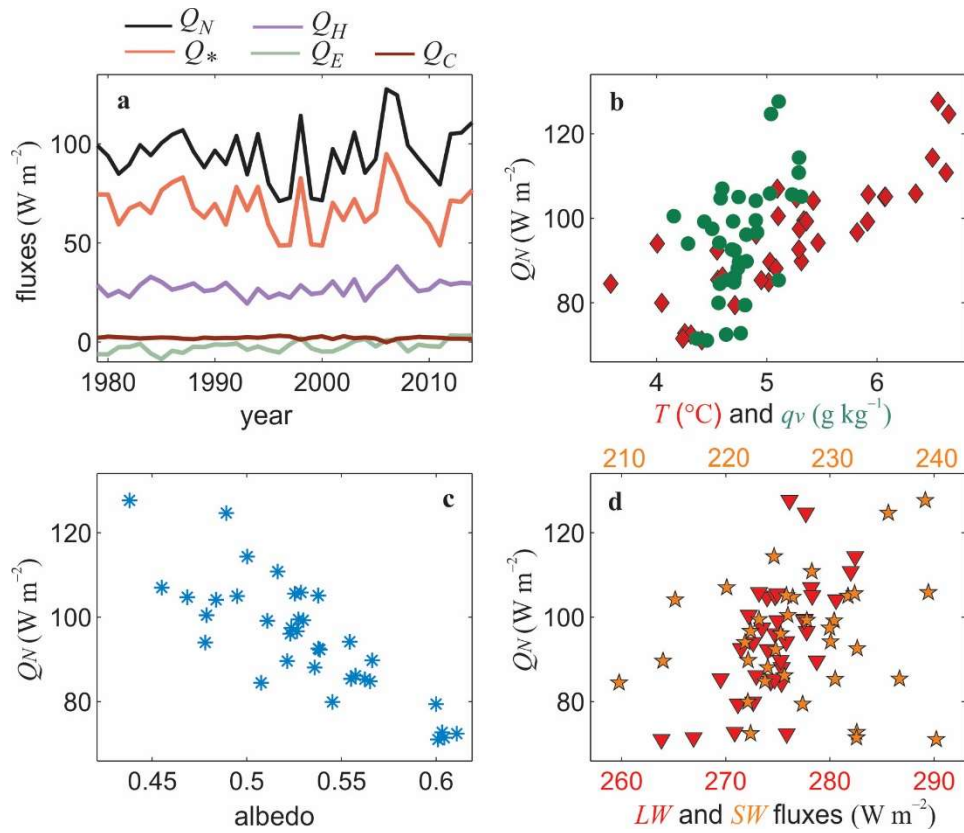 Q_N Q_H
Q_* Q_E Q_C
a
100
50
0
fluxes (W m⁻²)
1980 1990 2000 2010
year
b
120
100
80
Q_N (W m⁻²)
4 5 6
T (°C) and q_v (g kg⁻¹)
c
120
100
80
Q_N (W m⁻²)
0.45 0.5 0.55 0.6
albedo
210 220 230 240
d
120
100
80
Q_N (W m⁻²)
260 270 280 290
LW and SW fluxes (W m⁻²)